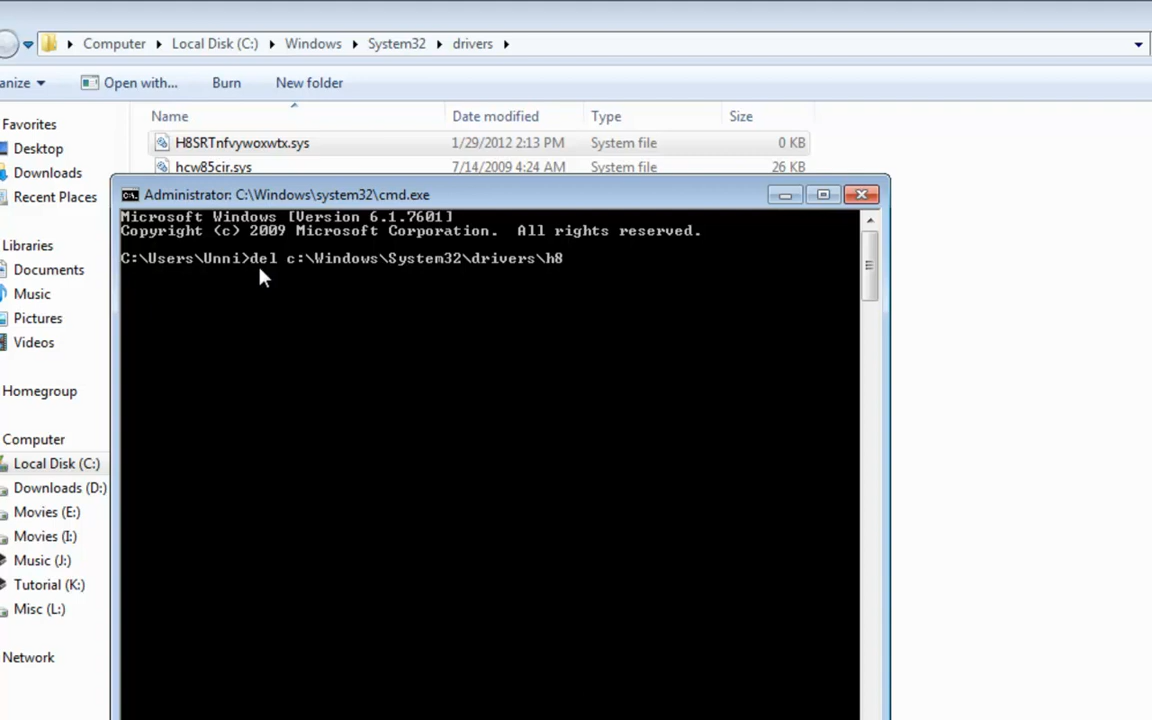 Computer Local Disk (C:) Windows System32 drivers
anize Open with... Burn New folder
Name Date modified Type Size
H8SRTnfvywoxwtx.sys 1/29/2012 2:13 PM System file 0 KB
hcw85cir.sys 7/14/2009 4:24 AM System file 26 KB
Favorites
Desktop
Downloads
Recent Places
Libraries
Documents
Music
Pictures
Videos
Homegroup
Computer
Local Disk (C:)
Downloads (D:)
Movies (E:)
Movies (I:)
Music (J:)
Tutorial (K:)
Misc (L:)
Network
Administrator: C:\Windows\system32\cmd.exe
Microsoft Windows [Version 6.1.7601]
Copyright (c) 2009 Microsoft Corporation. All rights reserved.
C:\Users\Unni>del c:\Windows\System32\drivers\h8